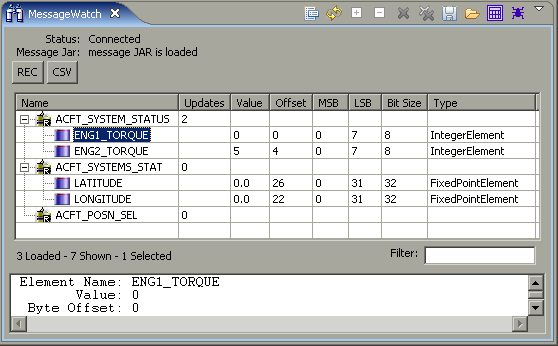 MessageWatch
Status: Connected
Message Jar: message JAR is loaded
REC CSV
Name Updates Value Offset MSB LSB Bit Size Type
ACFT_SYSTEM_STATUS 2
ENG1_TORQUE 0 0 0 7 8 IntegerElement
ENG2_TORQUE 5 4 0 7 8 IntegerElement
ACFT_SYSTEMS_STAT 0
LATITUDE 0.0 26 0 31 32 FixedPointElement
LONGITUDE 0.0 22 0 31 32 FixedPointElement
ACFT_POSN_SEL 0
3 Loaded - 7 Shown - 1 Selected Filter:
Element Name: ENG1_TORQUE
Value: 0
Byte Offset: 0